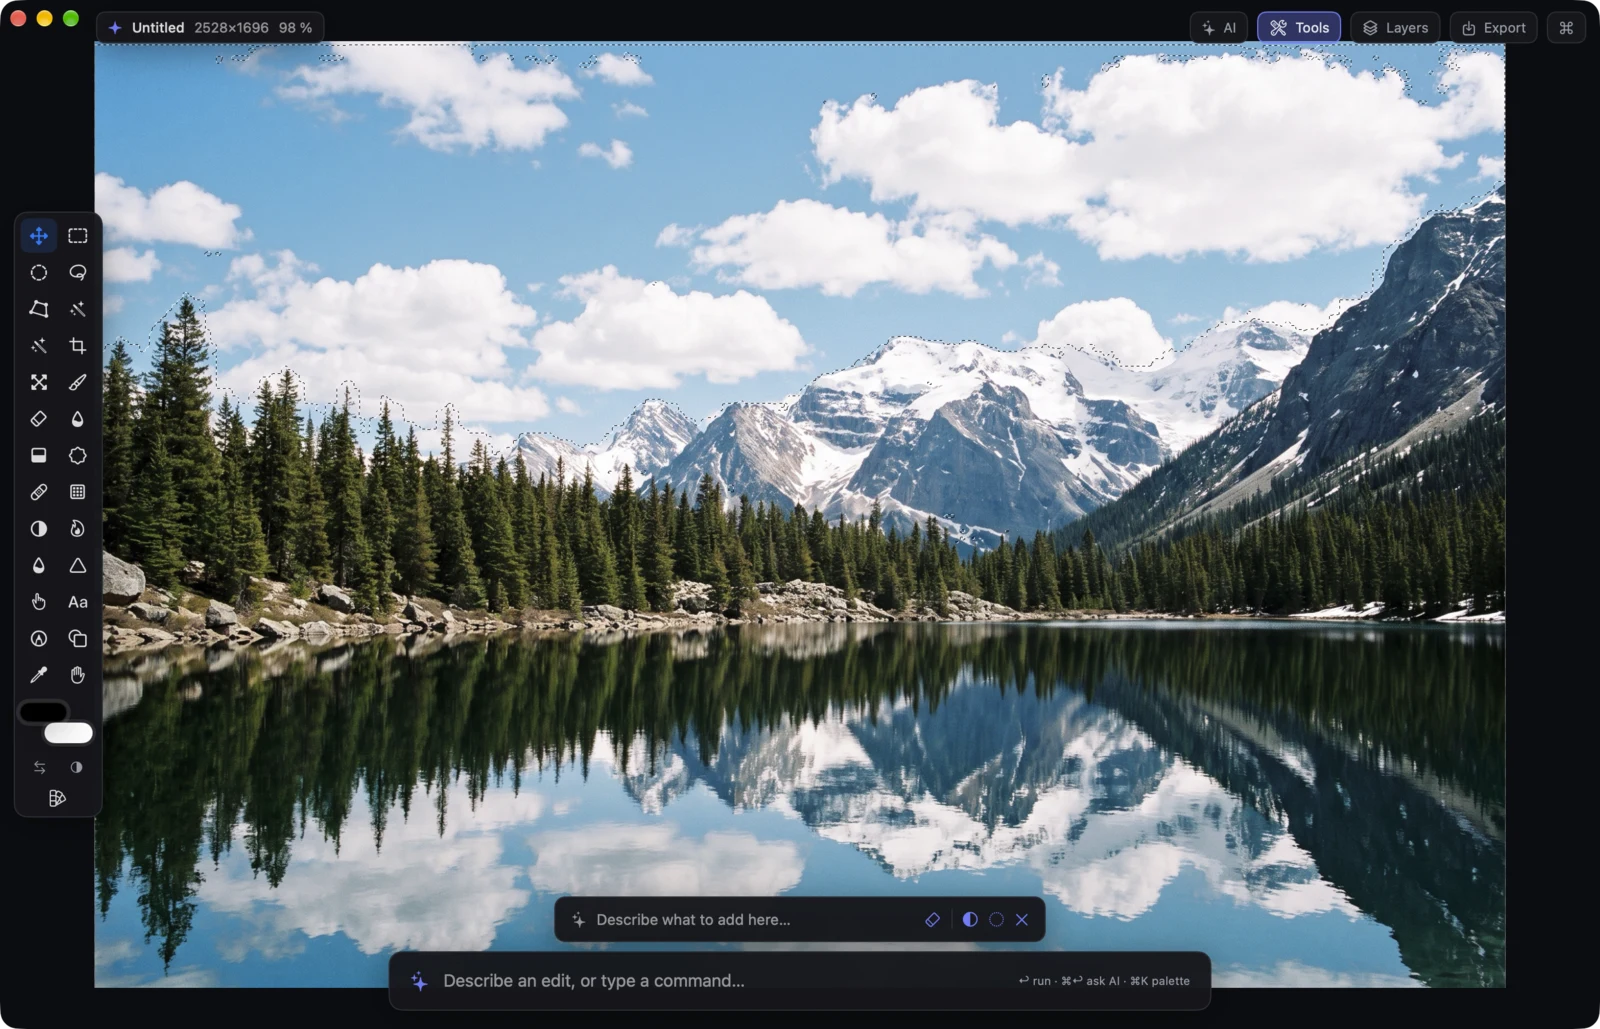 Untitled 2528×1696 98 %
AI Tools Layers Export ⌘
Aa
Describe what to add here...
Describe an edit, or type a command... ↩ run · ⌘↩ ask AI · ⌘K palette